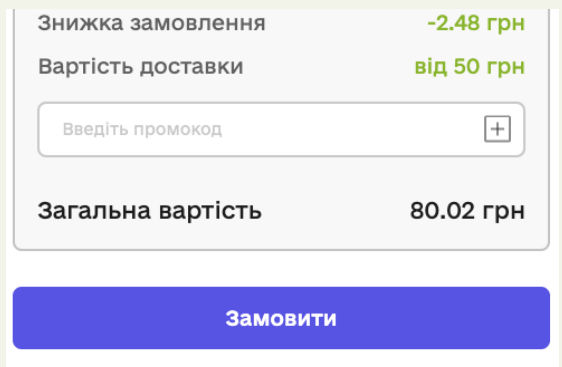 Знижка замовлення -2.48 грн
Вартість доставки від 50 грн
Введіть промокод
Загальна вартість 80.02 грн
Замовити